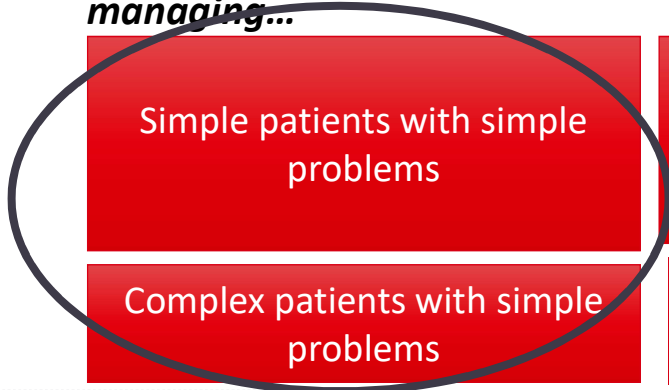 managing...
Simple patients with simple
problems
Complex patients with simple
problems